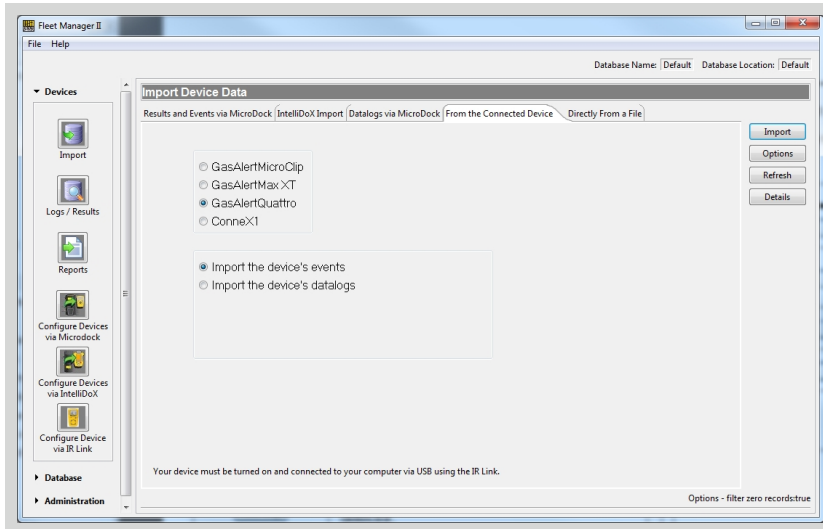 Fleet Manager II
File Help
Database Name: Default Database Location: Default
Devices
Import
Logs / Results
Reports
Configure Devices
via Microdock
Configure Devices
via IntelliDoX
Configure Device
via IR Link
Database
Administration
Import Device Data
Results and Events via MicroDock IntelliDoX Import Datalogs via MicroDock From the Connected Device Directly From a File
GasAlertMicroClip
GasAlertMax XT
GasAlertQuattro
ConneX1
Import the device's events
Import the device's datalogs
Your device must be turned on and connected to your computer via USB using the IR Link.
Import
Options
Refresh
Details
Options - filter zero records:true